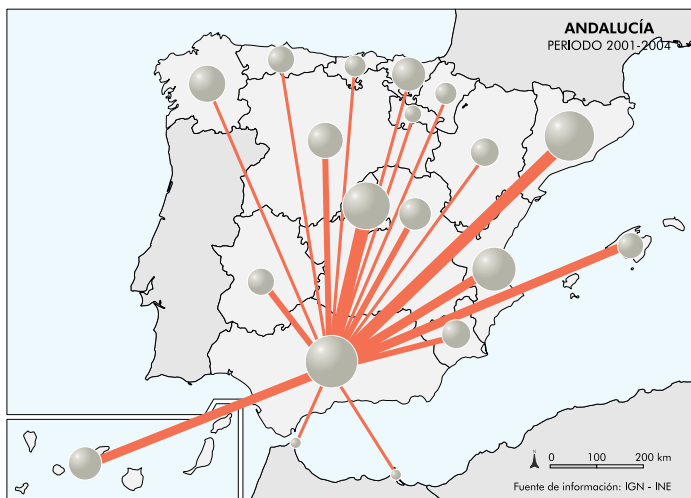 ANDALUCÍA
PERIODO 2001-2004
N
0 100 200 km
Fuente de información: IGN - INE